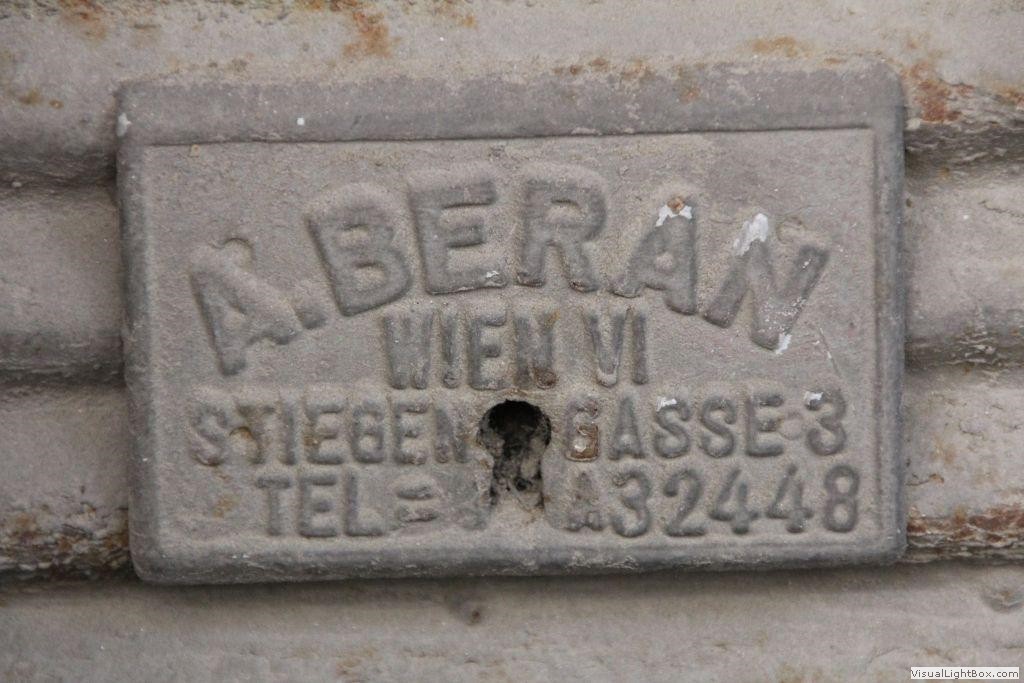 A. BERAN
WIEN VI
STIEGEN GASSE 3
TEL= A32448
VisualLightBox.com